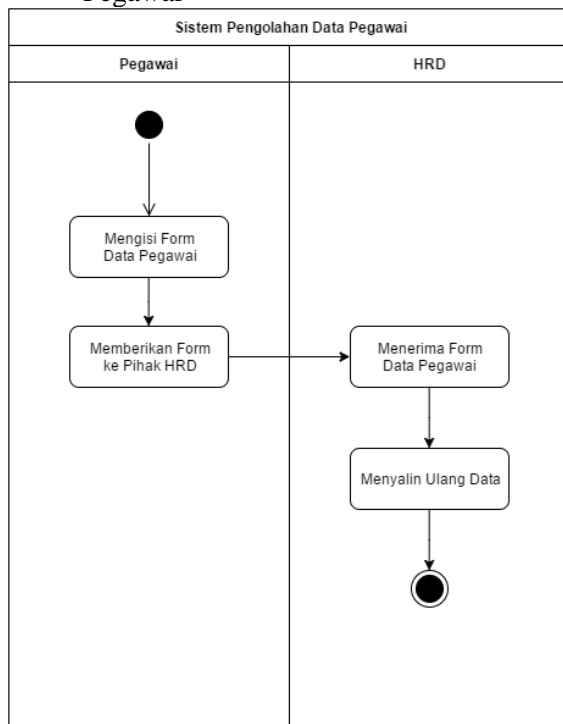 Pegawai
Sistem Pengolahan Data Pegawai
Pegawai
HRD
Mengisi Form
Data Pegawai
Memberikan Form
ke Pihak HRD
Menerima Form
Data Pegawai
Menyalin Ulang Data